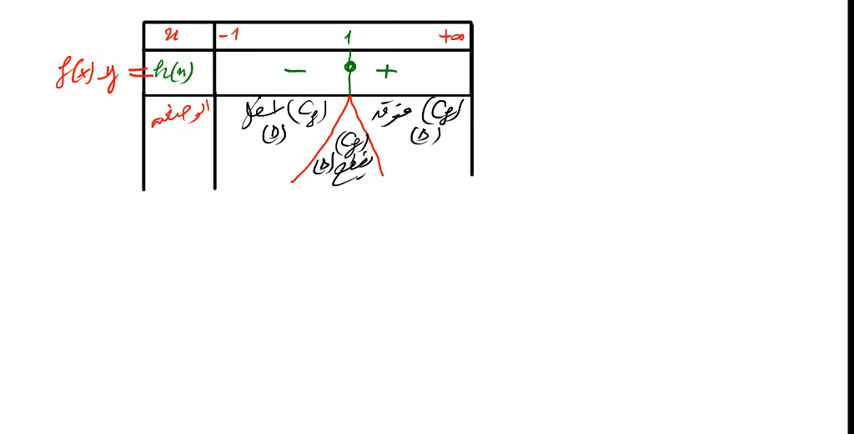 x -1 1 +∞
f(x)-y = h(x) - 0 +
الوضعية (Cf) أسفل (D) (Cf) يقطع (D) (Cf) فوق (D)